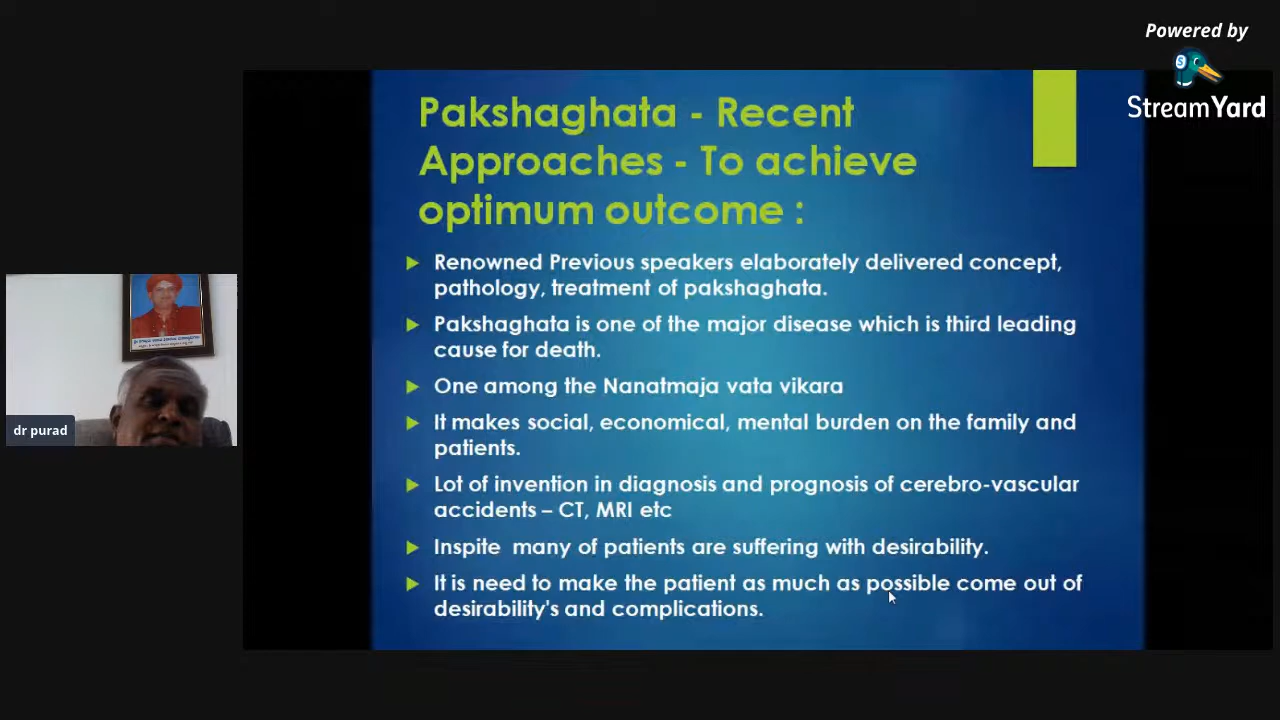 Powered by
StreamYard
Pakshaghata - Recent
Approaches - To achieve
optimum outcome :
Renowned Previous speakers elaborately delivered concept,
pathology, treatment of pakshaghata.
Pakshaghata is one of the major disease which is third leading
cause for death.
One among the Nanatmaja vata vikara
It makes social, economical, mental burden on the family and
patients.
Lot of invention in diagnosis and prognosis of cerebro-vascular
accidents – CT, MRI etc
Inspite many of patients are suffering with desirability.
It is need to make the patient as much as possible come out of
desirability's and complications.
dr purad